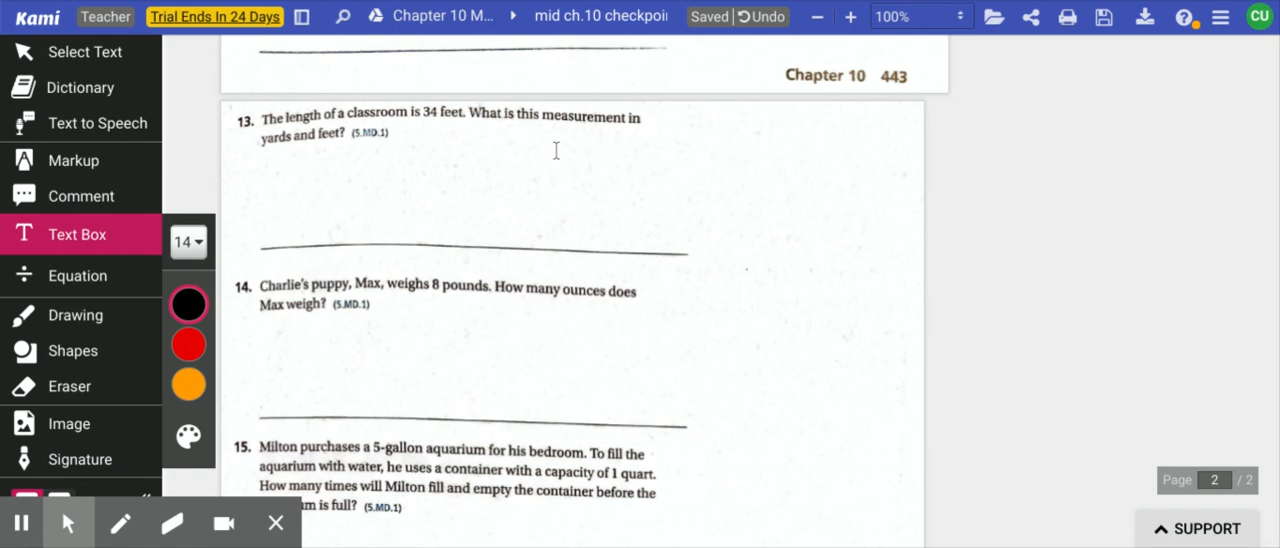 Kami Teacher Trial Ends In 24 Days Chapter 10 M... mid ch.10 checkpoi Saved Undo 100% CU
Select Text
Dictionary
Text to Speech
Markup
Comment
Text Box
Equation
Drawing
Shapes
Eraser
Image
Signature
14
Chapter 10 443
13. The length of a classroom is 34 feet. What is this measurement in
yards and feet? (5.MD.1)
14. Charlie's puppy, Max, weighs 8 pounds. How many ounces does
Max weigh? (5.MD.1)
15. Milton purchases a 5-gallon aquarium for his bedroom. To fill the
aquarium with water, he uses a container with a capacity of 1 quart.
How many times will Milton fill and empty the container before the
m is full? (5.MD.1)
Page 2 / 2
SUPPORT